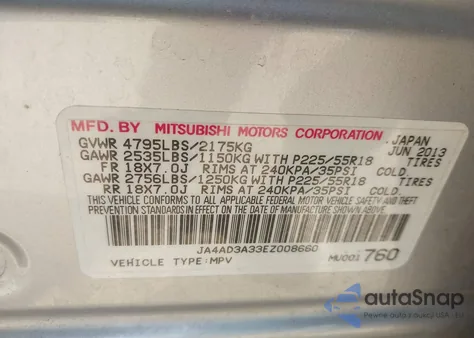 MFD. BY MITSUBISHI MOTORS CORPORATION. JAPAN
GVWR 4795LBS/2175KG JUN 2013
GAWR 2535LBS/1150KG WITH P225/55R18 TIRES
FR 18X7.0J RIMS AT 240KPA/35PSI COLD.
GAWR 2756LBS/1250KG WITH P225/55R18 TIRES
RR 18X7.0J RIMS AT 240KPA/35PSI COLD.
THIS VEHICLE CONFORMS TO ALL APPLICABLE FEDERAL MOTOR VEHICLE SAFETY AND THEFT PREVENTION STANDARDS IN EFFECT ON THE DATE OF MANUFACTURE SHOWN ABOVE.
JA4AD3A33EZ008660
VEHICLE TYPE:MPV MU001 760
autoSnap